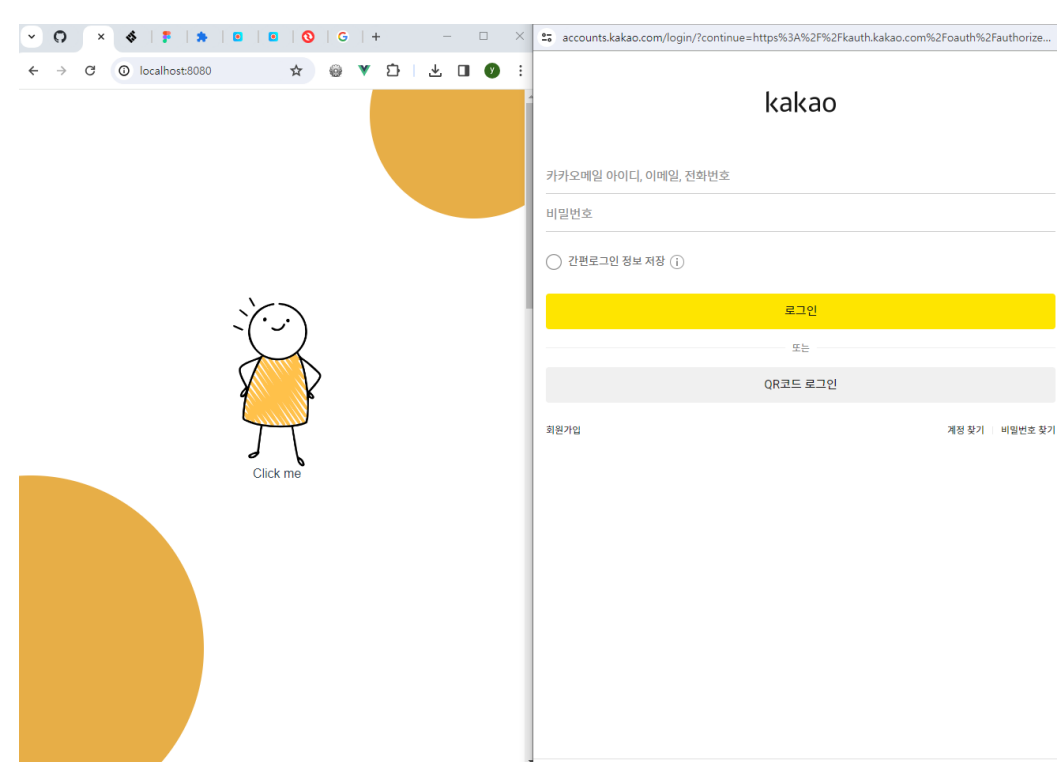 localhost:8080
y
Click me
accounts.kakao.com/login/?continue=https%3A%2F%2Fkauth.kakao.com%2Foauth%2Fauthorize...
kakao
카카오메일 아이디, 이메일, 전화번호
비밀번호
간편로그인 정보 저장 i
로그인
또는
QR코드 로그인
회원가입 계정 찾기 비밀번호 찾기